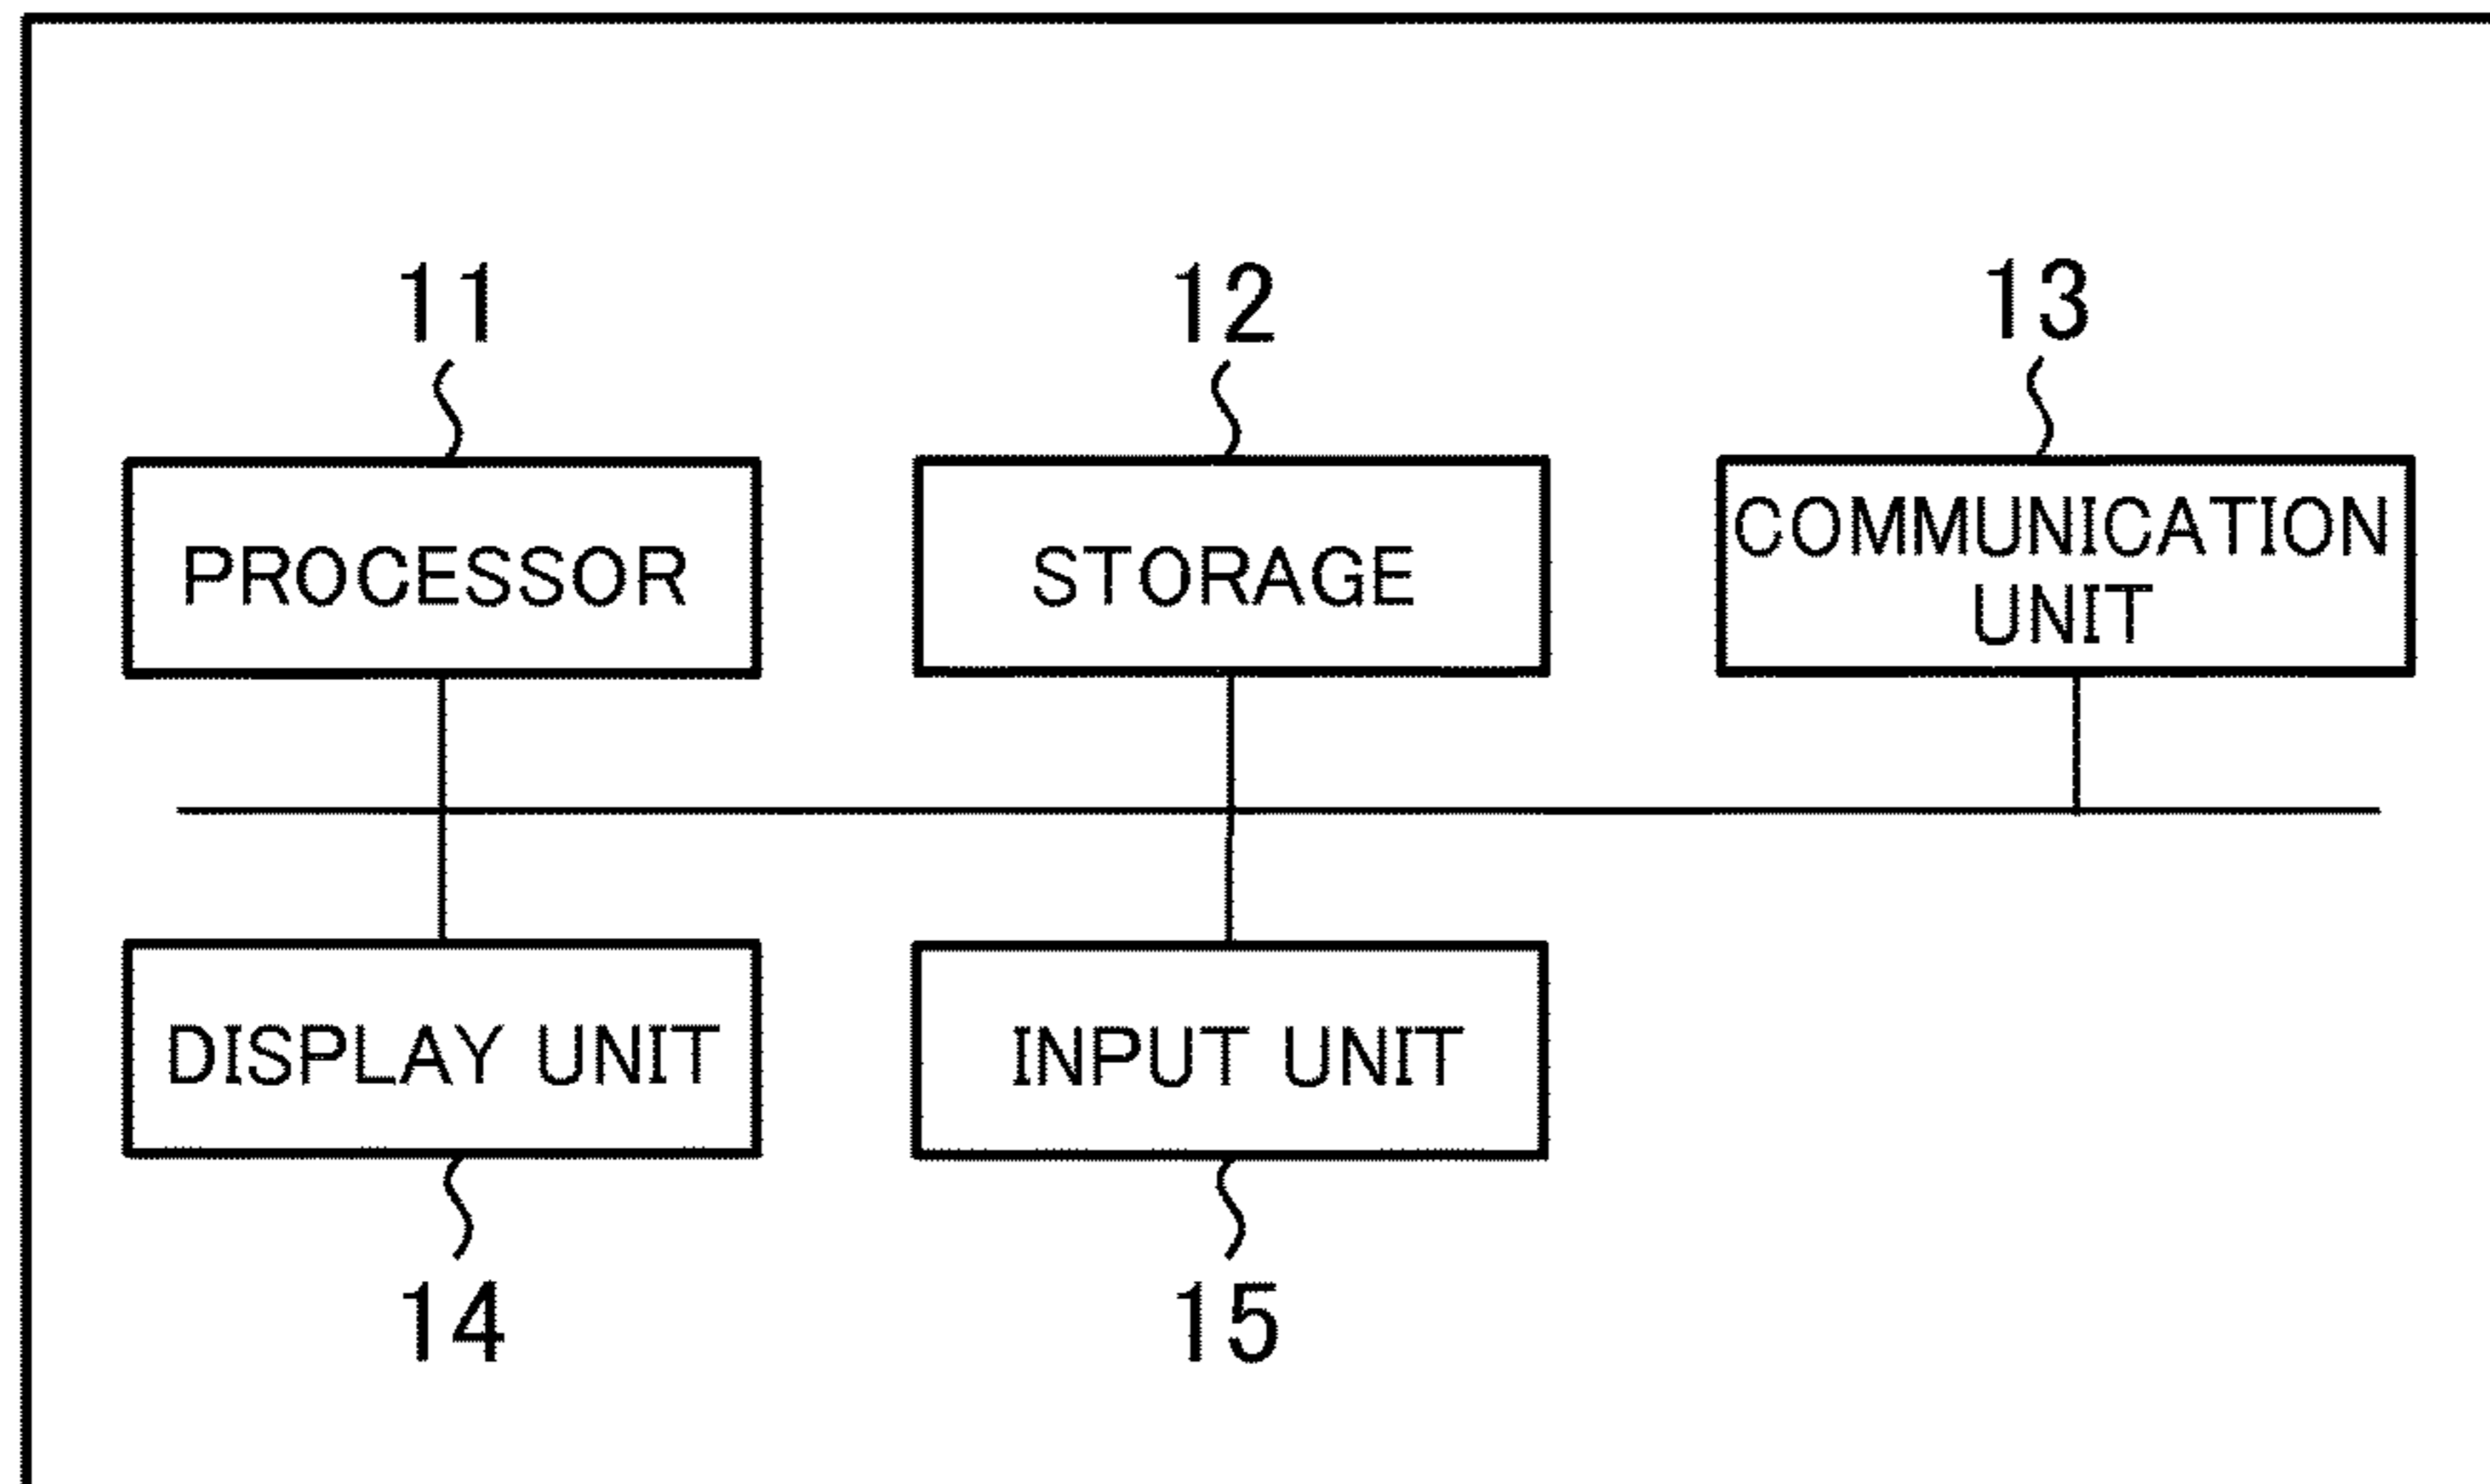 11
12
13
PROCESSOR
STORAGE
COMMUNICATION
UNIT
DISPLAY UNIT
INPUT UNIT
14
15